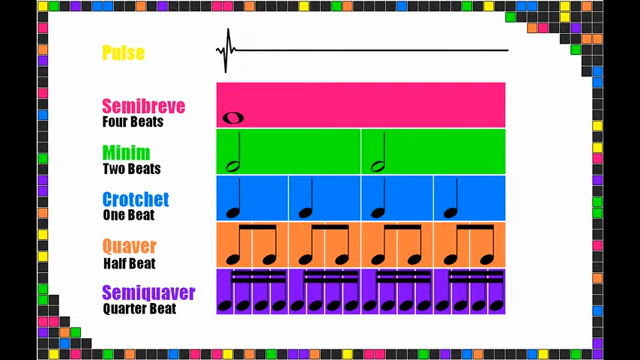 Pulse
Semibreve
Four Beats
Minim
Two Beats
Crotchet
One Beat
Quaver
Half Beat
Semiquaver
Quarter Beat